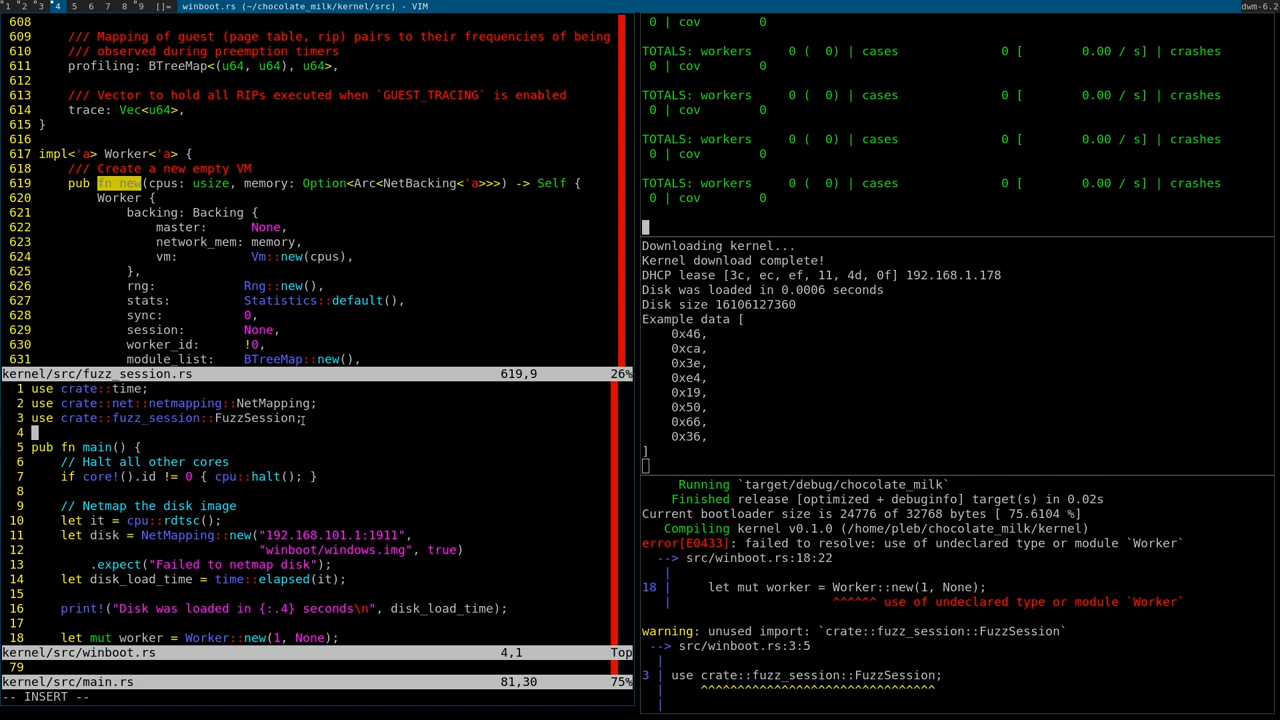 1 2 3 4 5 6 7 8 9 []= winboot.rs (~/chocolate_milk/kernel/src) - VIM dwm-6.2
608
609     /// Mapping of guest (page table, rip) pairs to their frequencies of being
610     /// observed during preemption timers
611     profiling: BTreeMap<(u64, u64), u64>,
612
613     /// Vector to hold all RIPs executed when `GUEST_TRACING` is enabled
614     trace: Vec<u64>,
615 }
616
617 impl<'a> Worker<'a> {
618     /// Create a new empty VM
619     pub fn new(cpus: usize, memory: Option<Arc<NetBacking<'a>>>) -> Self {
620         Worker {
621             backing: Backing {
622                 master:      None,
623                 network_mem: memory,
624                 vm:          Vm::new(cpus),
625             },
626             rng:            Rng::new(),
627             stats:          Statistics::default(),
628             sync:           0,
629             session:        None,
630             worker_id:      !0,
631             module_list:    BTreeMap::new(),
kernel/src/fuzz_session.rs 619,9 26%
1 use crate::time;
2 use crate::net::netmapping::NetMapping;
3 use crate::fuzz_session::FuzzSession;
4
5 pub fn main() {
6     // Halt all other cores
7     if core!().id != 0 { cpu::halt(); }
8
9     // Netmap the disk image
10     let it = cpu::rdtsc();
11     let disk = NetMapping::new("192.168.101.1:1911",
12                                "winboot/windows.img", true)
13         .expect("Failed to netmap disk");
14     let disk_load_time = time::elapsed(it);
15
16     print!("Disk was loaded in {:.4} seconds\n", disk_load_time);
17
18     let mut worker = Worker::new(1, None);
kernel/src/winboot.rs 4,1 Top
79
kernel/src/main.rs 81,30 75%
-- INSERT --
0 | cov        0
TOTALS: workers     0 (  0) | cases              0 [        0.00 / s] | crashes
0 | cov        0
TOTALS: workers     0 (  0) | cases              0 [        0.00 / s] | crashes
0 | cov        0
TOTALS: workers     0 (  0) | cases              0 [        0.00 / s] | crashes
0 | cov        0
TOTALS: workers     0 (  0) | cases              0 [        0.00 / s] | crashes
0 | cov        0
Downloading kernel...
Kernel download complete!
DHCP lease [3c, ec, ef, 11, 4d, 0f] 192.168.1.178
Disk was loaded in 0.0006 seconds
Disk size 16106127360
Example data [
    0x46,
    0xca,
    0x3e,
    0xe4,
    0x19,
    0x50,
    0x66,
    0x36,
]
Running `target/debug/chocolate_milk`
Finished release [optimized + debuginfo] target(s) in 0.02s
Current bootloader size is 24776 of 32768 bytes [ 75.6104 %]
Compiling kernel v0.1.0 (/home/pleb/chocolate_milk/kernel)
error[E0433]: failed to resolve: use of undeclared type or module `Worker`
--> src/winboot.rs:18:22
|
18 |     let mut worker = Worker::new(1, None);
|                      ^^^^^^ use of undeclared type or module `Worker`
warning: unused import: `crate::fuzz_session::FuzzSession`
--> src/winboot.rs:3:5
|
3 | use crate::fuzz_session::FuzzSession;
|     ^^^^^^^^^^^^^^^^^^^^^^^^^^^^^^^^
|